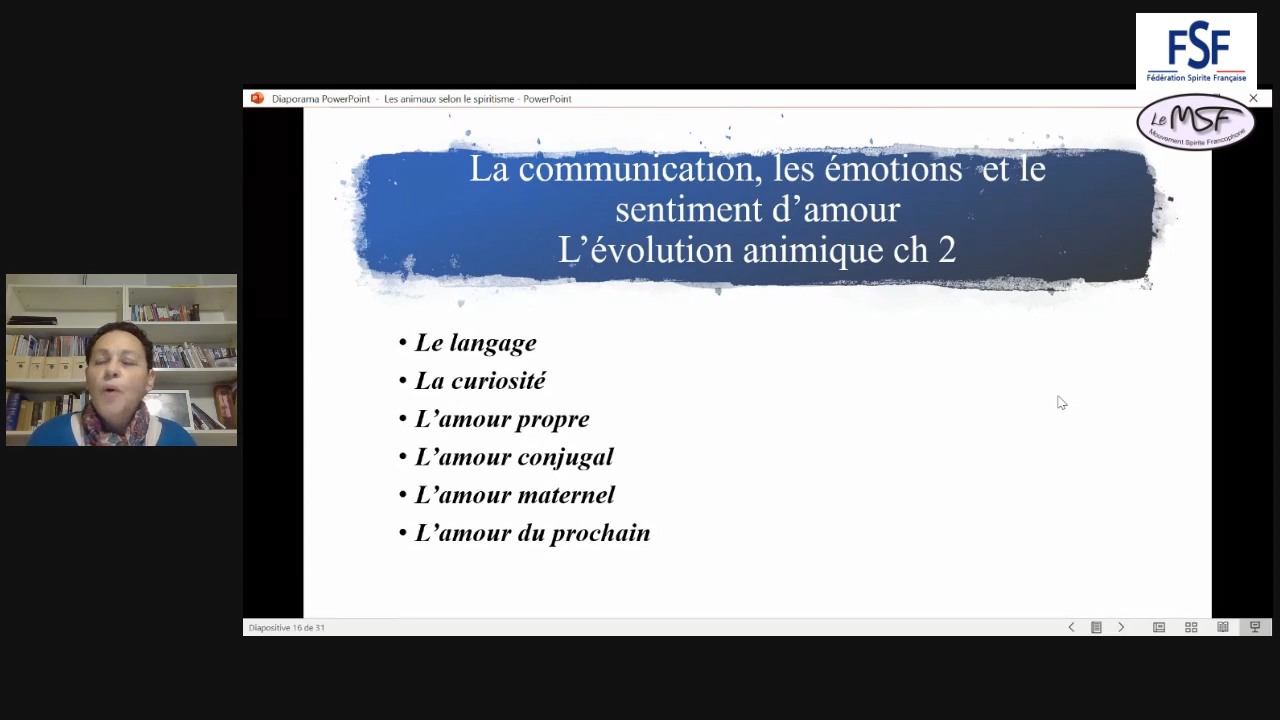 FSF
Fédération Spirite Française
Le MSF
Mouvement Spirite Francophone
Diaporama PowerPoint - Les animaux selon le spiritisme - PowerPoint
La communication, les émotions et le
sentiment d’amour
L’évolution animique ch 2
• Le langage
• La curiosité
• L’amour propre
• L’amour conjugal
• L’amour maternel
• L’amour du prochain
Diapositive 16 de 31